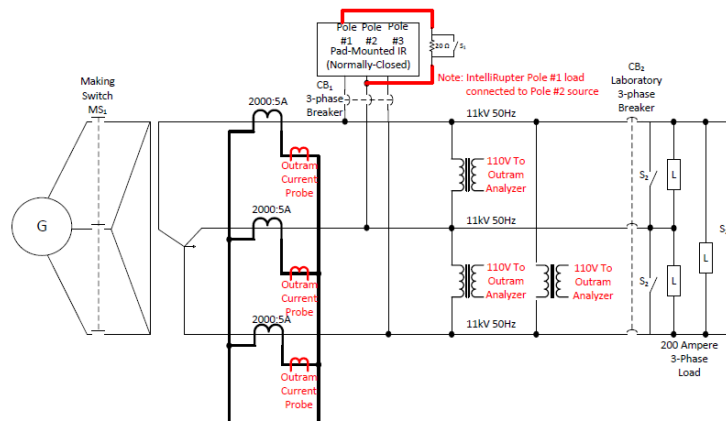 Pole Pole Pole
#1 #2 #3
Pad-Mounted IR
(Normally-Closed)
20 Ω
S₁
Note: IntelliRupter Pole #1 load
connected to Pole #2 source
CB₁
3-phase
Breaker
CB₂
Laboratory
3-phase
Breaker
Making
Switch
MS₁
2000:5A
11kV 50Hz
Outram
Current
Probe
110V To
Outram
Analyzer
S₂
L
G
2000:5A
11kV 50Hz
S
L
Outram
Current
Probe
110V To
Outram
Analyzer
110V To
Outram
Analyzer
S₂
L
2000:5A
11kV 50Hz
Outram
Current
Probe
200 Ampere
3-Phase
Load